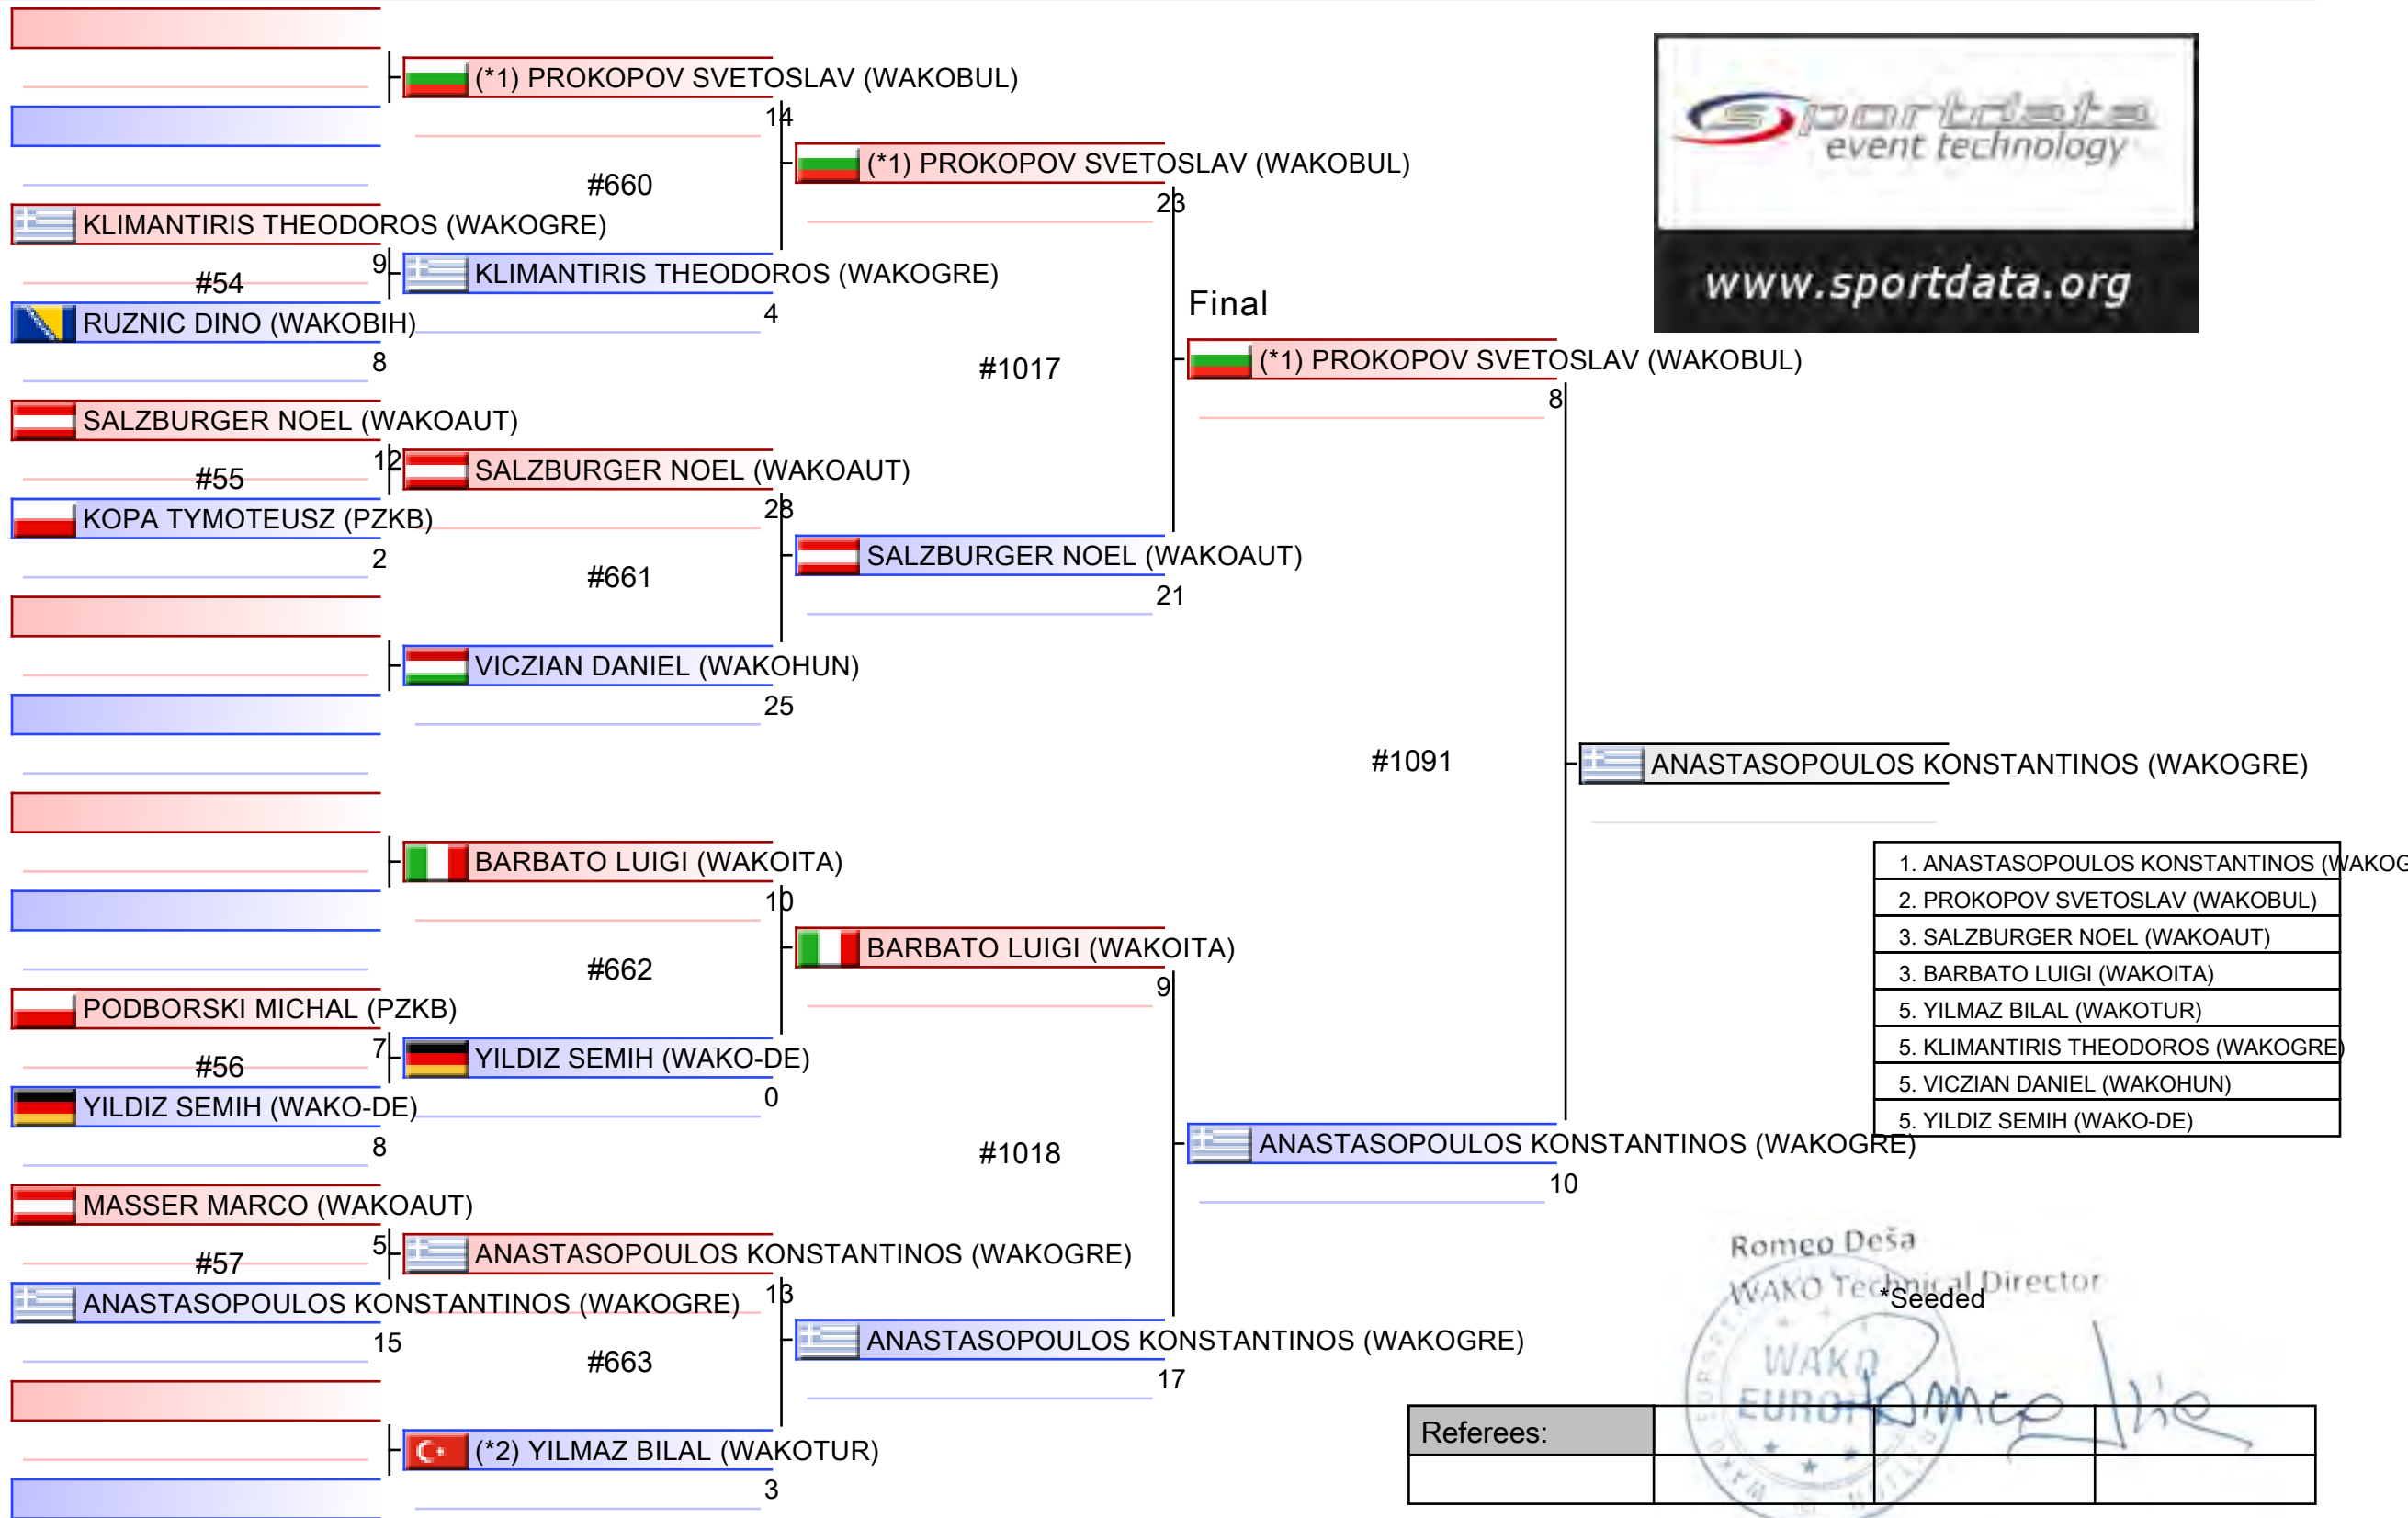 (*1) PROKOPOV SVETOSLAV (WAKOBUL)
14
#660
KLIMANTIRIS THEODOROS (WAKOGRE)
9
#54
RUZNIC DINO (WAKOBIH)
8
KLIMANTIRIS THEODOROS (WAKOGRE)
4
SALZBURGER NOEL (WAKOAUT)
12
#55
KOPA TYMOTEUSZ (PZKB)
2
SALZBURGER NOEL (WAKOAUT)
28
#661
VICZIAN DANIEL (WAKOHUN)
25
(*1) PROKOPOV SVETOSLAV (WAKOBUL)
23
#1017
SALZBURGER NOEL (WAKOAUT)
21
BARBATO LUIGI (WAKOITA)
10
#662
PODBORSKI MICHAL (PZKB)
7
#56
YILDIZ SEMIH (WAKO-DE)
8
YILDIZ SEMIH (WAKO-DE)
0
MASSER MARCO (WAKOAUT)
5
#57
ANASTASOPOULOS KONSTANTINOS (WAKOGRE)
15
ANASTASOPOULOS KONSTANTINOS (WAKOGRE)
13
#663
(*2) YILMAZ BILAL (WAKOTUR)
3
BARBATO LUIGI (WAKOITA)
9
#1018
ANASTASOPOULOS KONSTANTINOS (WAKOGRE)
17
Final
(*1) PROKOPOV SVETOSLAV (WAKOBUL)
8
#1091
ANASTASOPOULOS KONSTANTINOS (WAKOGRE)
10
ANASTASOPOULOS KONSTANTINOS (WAKOGRE)
sportdata
event technology
www.sportdata.org
1. ANASTASOPOULOS KONSTANTINOS (WAKOG
2. PROKOPOV SVETOSLAV (WAKOBUL)
3. SALZBURGER NOEL (WAKOAUT)
3. BARBATO LUIGI (WAKOITA)
5. YILMAZ BILAL (WAKOTUR)
5. KLIMANTIRIS THEODOROS (WAKOGRE)
5. VICZIAN DANIEL (WAKOHUN)
5. YILDIZ SEMIH (WAKO-DE)
Romeo Deša
WAKO Technical Director
*Seeded
WAKO
EUROPE
Referees: